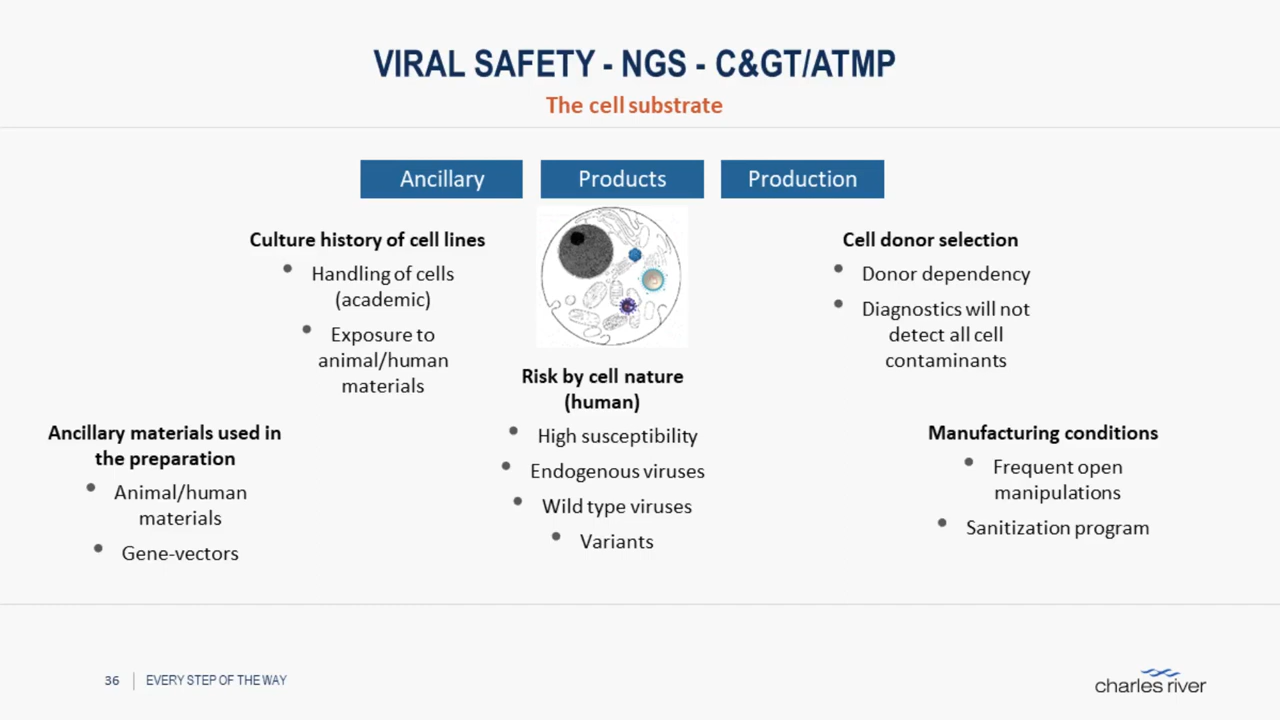 VIRAL SAFETY - NGS - C&GT/ATMP
The cell substrate
Ancillary
Products
Production
Culture history of cell lines
• Handling of cells
(academic)
• Exposure to
animal/human
materials
Ancillary materials used in
the preparation
• Animal/human
materials
• Gene-vectors
Risk by cell nature
(human)
• High susceptibility
• Endogenous viruses
• Wild type viruses
• Variants
Cell donor selection
• Donor dependency
• Diagnostics will not
detect all cell
contaminants
Manufacturing conditions
• Frequent open
manipulations
• Sanitization program
36
EVERY STEP OF THE WAY
charles river